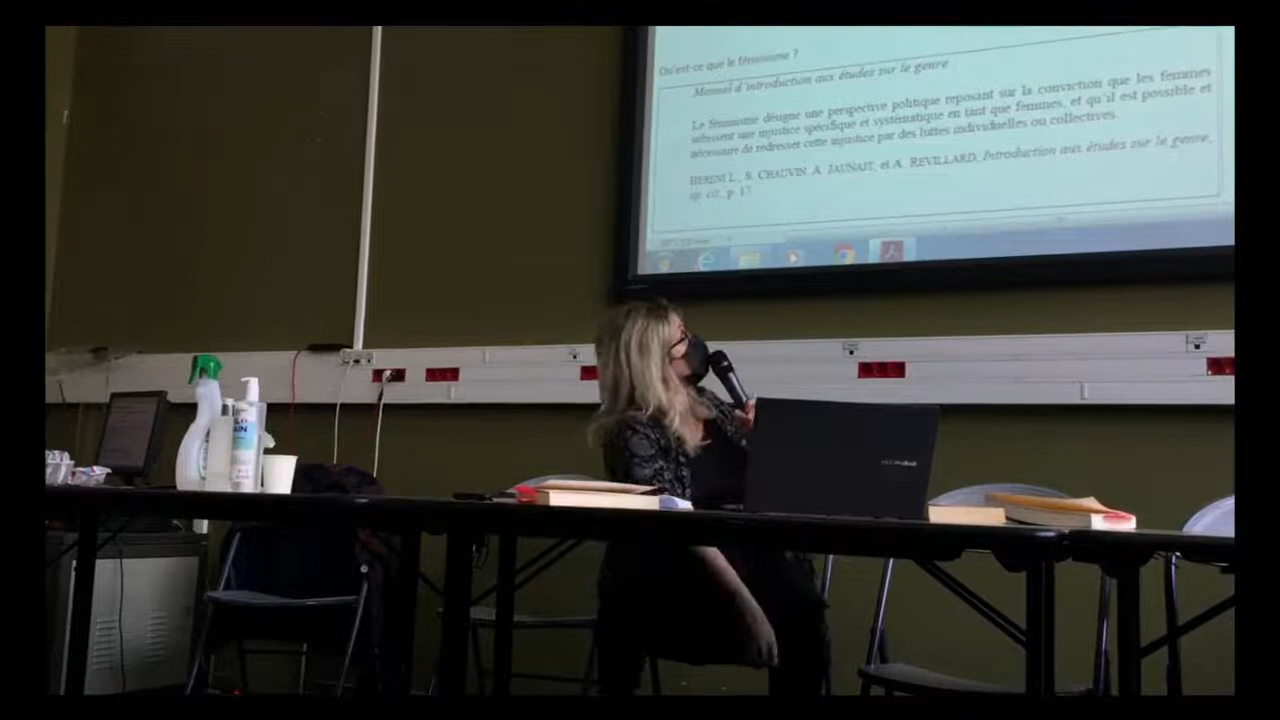 Qu'est-ce que le féminisme ?
Manuel d'introduction aux études sur le genre
Le féminisme désigne une perspective politique reposant sur la conviction que les femmes
subissent une injustice spécifique et systématique en tant que femmes, et qu'il est possible et
nécessaire de redresser cette injustice par des luttes individuelles ou collectives.
BERENI L., S. CHAUVIN, A. JAUNAIT, et A. REVILLARD, Introduction aux études sur le genre,
op. cit., p. 17.